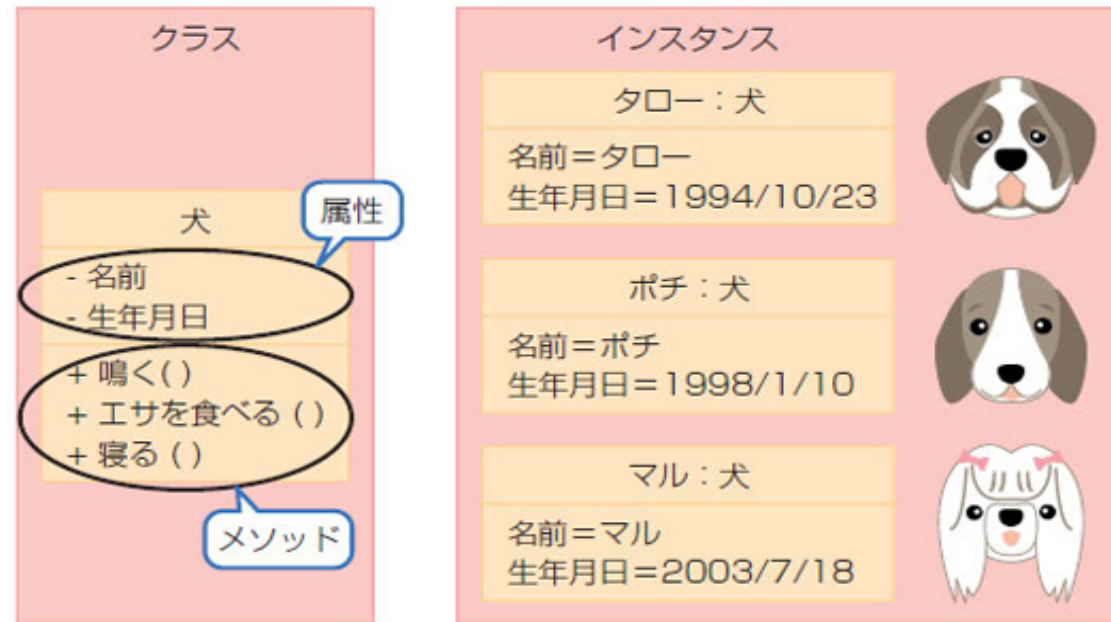 クラス
犬
属性
- 名前
- 生年月日
+ 鳴く( )
+ エサを食べる ( )
+ 寝る ( )
メソッド
インスタンス
タロー：犬
名前＝タロー
生年月日＝1994/10/23
ポチ：犬
名前＝ポチ
生年月日＝1998/1/10
マル：犬
名前＝マル
生年月日＝2003/7/18